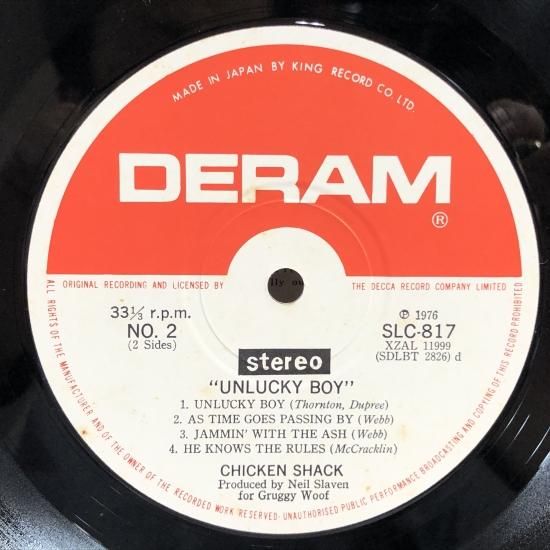 MADE IN JAPAN BY KING RECORD CO. LTD.
DERAM
®
ORIGINAL RECORDING AND LICENSED BY THE DECCA RECORD COMPANY LIMITED
33⅓ r.p.m.
NO. 2
(2 Sides)
℗ 1976
SLC-817
XZAL 11999
(SDLBT 2826) d
stereo
"UNLUCKY BOY"
1. UNLUCKY BOY (Thornton, Dupree)
2. AS TIME GOES PASSING BY (Webb)
3. JAMMIN' WITH THE ASH (Webb)
4. HE KNOWS THE RULES (McCracklin)
CHICKEN SHACK
Produced by Neil Slaven
for Gruggy Woof
ALL RIGHTS OF THE MANUFACTURER AND OF THE OWNER OF THE RECORDED WORK RESERVED·UNAUTHORISED PUBLIC PERFORMANCE BROADCASTING AND COPYING OF THIS RECORD PROHIBITED